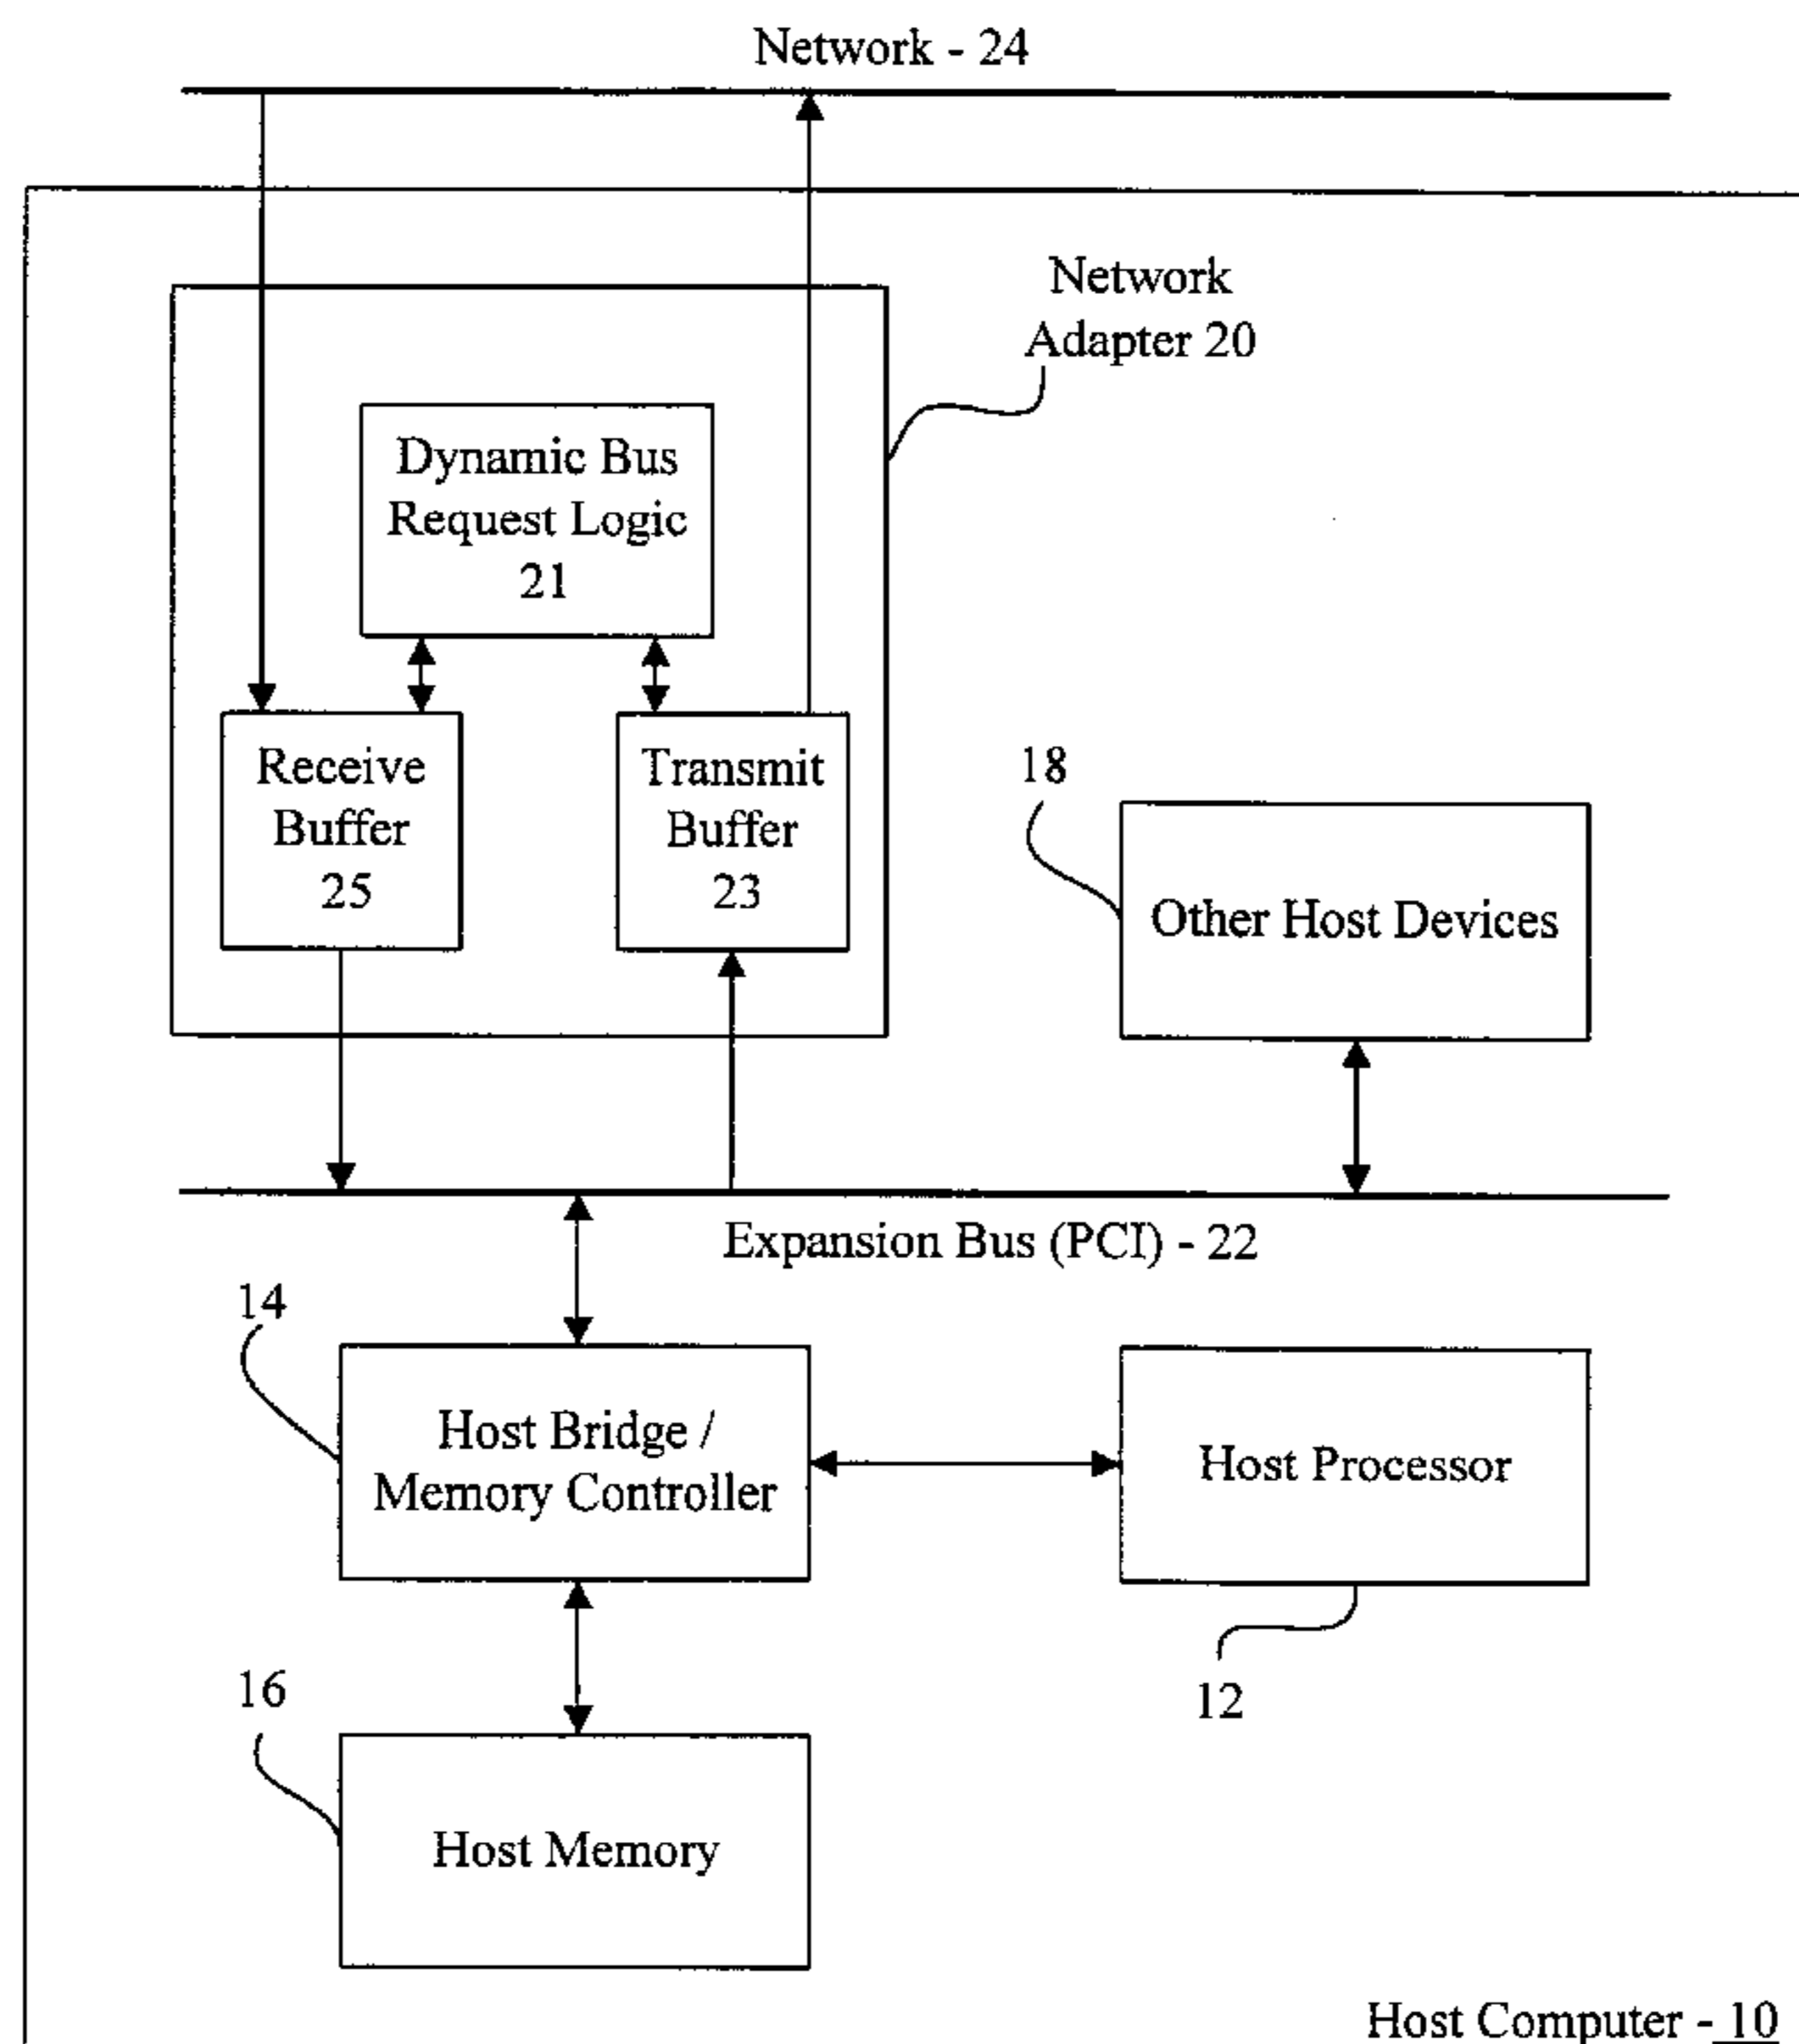 Network - 24
Network
Adapter 20
Dynamic Bus
Request Logic
21
Receive
Buffer
25
Transmit
Buffer
23
18
Other Host Devices
Expansion Bus (PCI) - 22
14
Host Bridge /
Memory Controller
Host Processor
12
16
Host Memory
Host Computer - 10